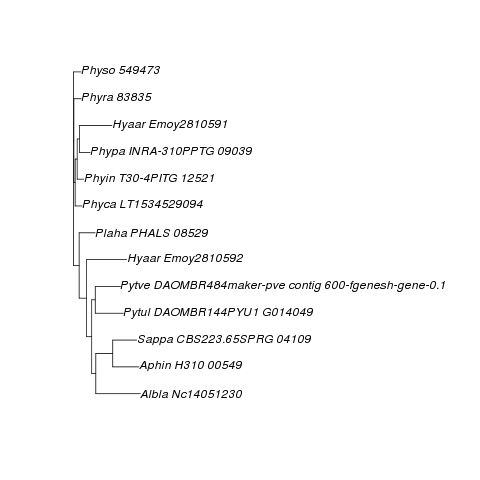 Physo 549473
Phyra 83835
Hyaar Emoy2810591
Phypa INRA-310PPTG 09039
Phyin T30-4PITG 12521
Phyca LT1534529094
Plaha PHALS 08529
Hyaar Emoy2810592
Pytve DAOMBR484maker-pve contig 600-fgenesh-gene-0.1
Pytul DAOMBR144PYU1 G014049
Sappa CBS223.65SPRG 04109
Aphin H310 00549
Albla Nc14051230